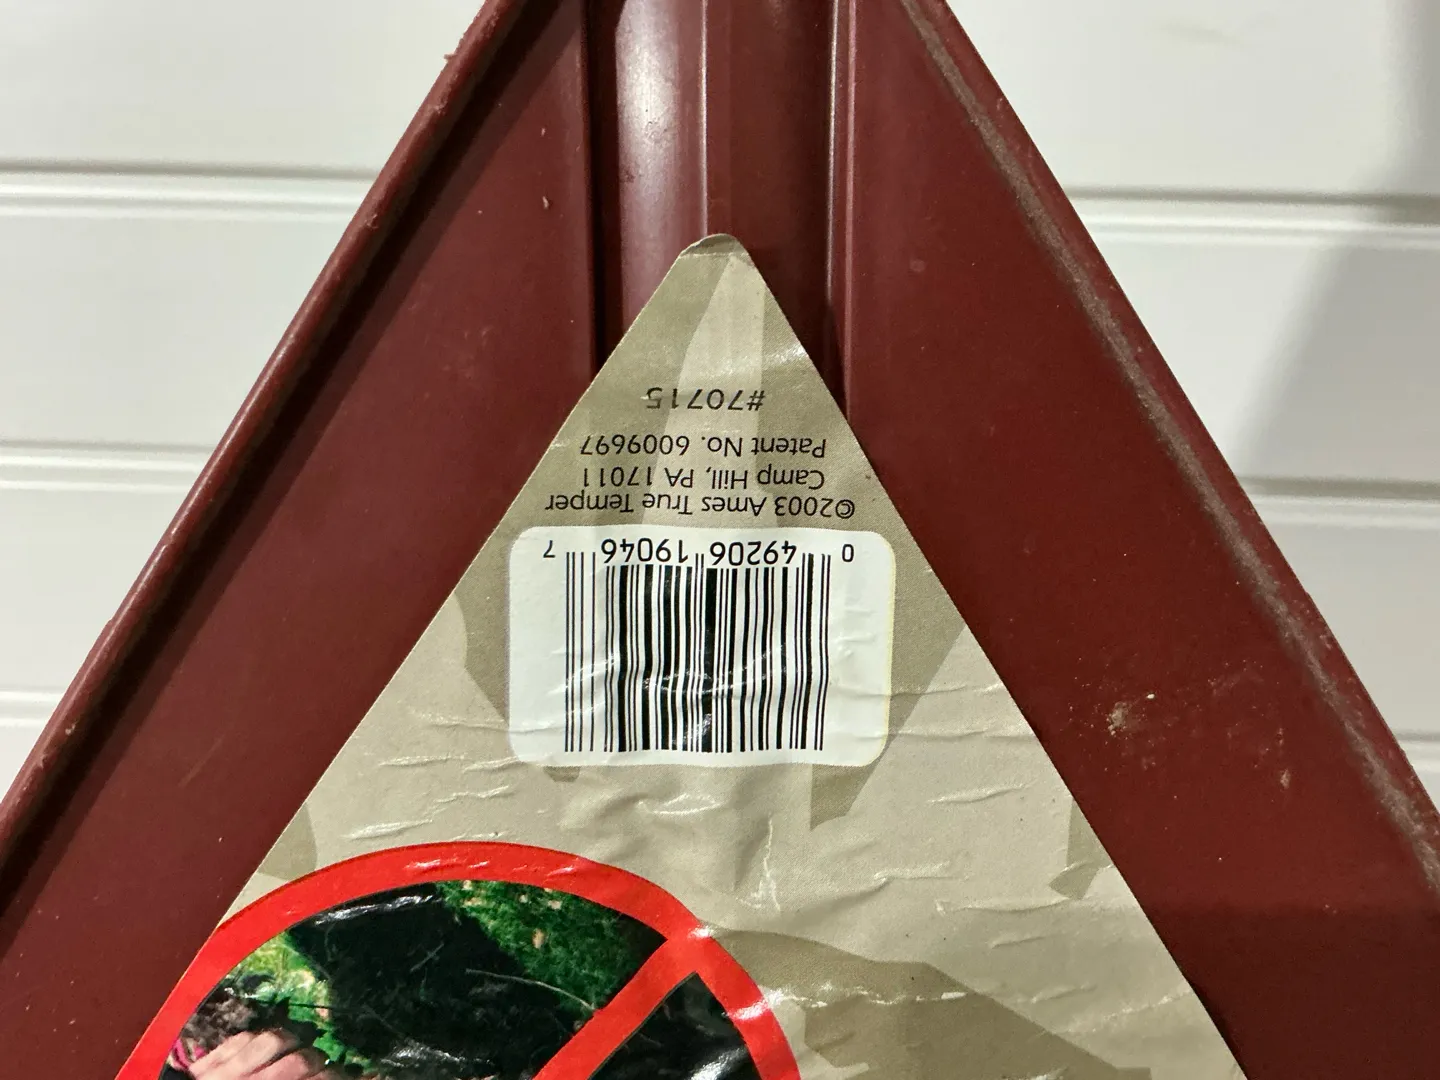 0 49206 19046 7
©2003 Ames True Temper
Camp Hill, PA 17011
Patent No. 6009697
#70715